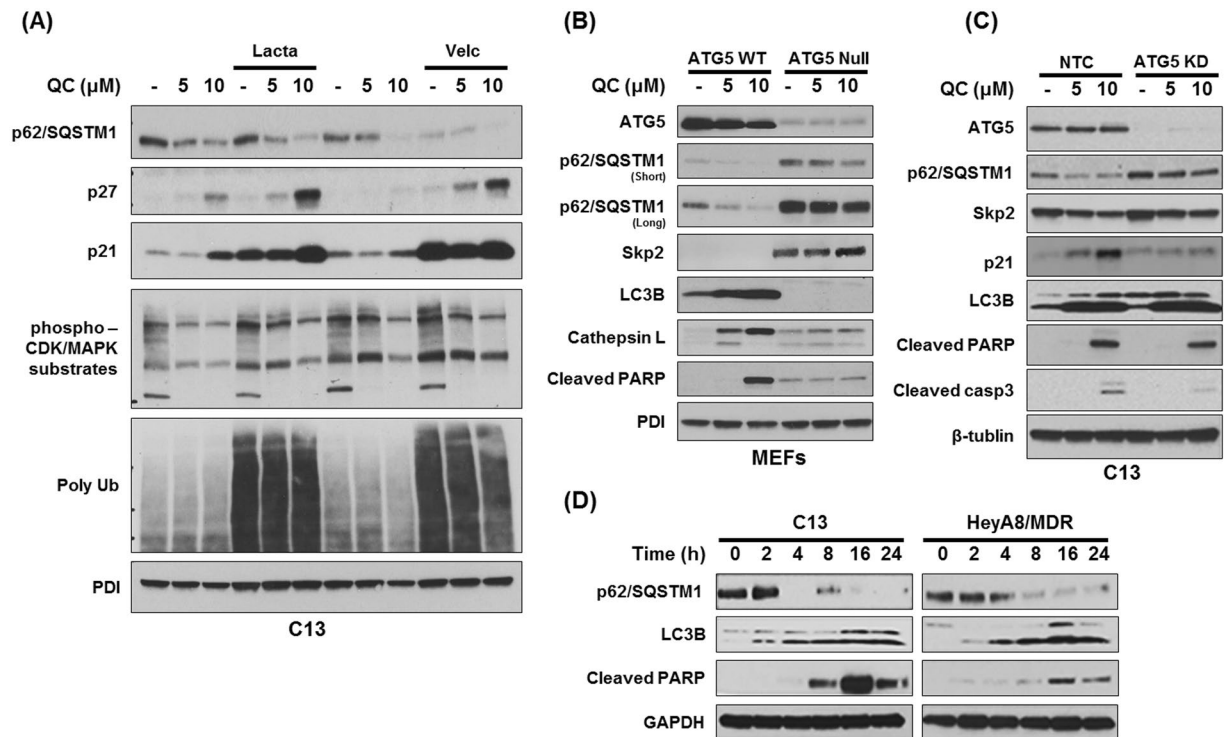 (A)
Lacta Velc
QC (µM) - 5 10 - 5 10 - 5 10 - 5 10
p62/SQSTM1
p27
p21
phospho –
CDK/MAPK
substrates
Poly Ub
PDI
C13
(B)
ATG5 WT ATG5 Null
QC (µM) - 5 10 - 5 10
ATG5
p62/SQSTM1
(Short)
p62/SQSTM1
(Long)
Skp2
LC3B
Cathepsin L
Cleaved PARP
PDI
MEFs
(C)
NTC ATG5 KD
QC (µM) - 5 10 - 5 10
ATG5
p62/SQSTM1
Skp2
p21
LC3B
Cleaved PARP
Cleaved casp3
β-tublin
C13
(D)
C13 HeyA8/MDR
Time (h) 0 2 4 8 16 24 0 2 4 8 16 24
p62/SQSTM1
LC3B
Cleaved PARP
GAPDH